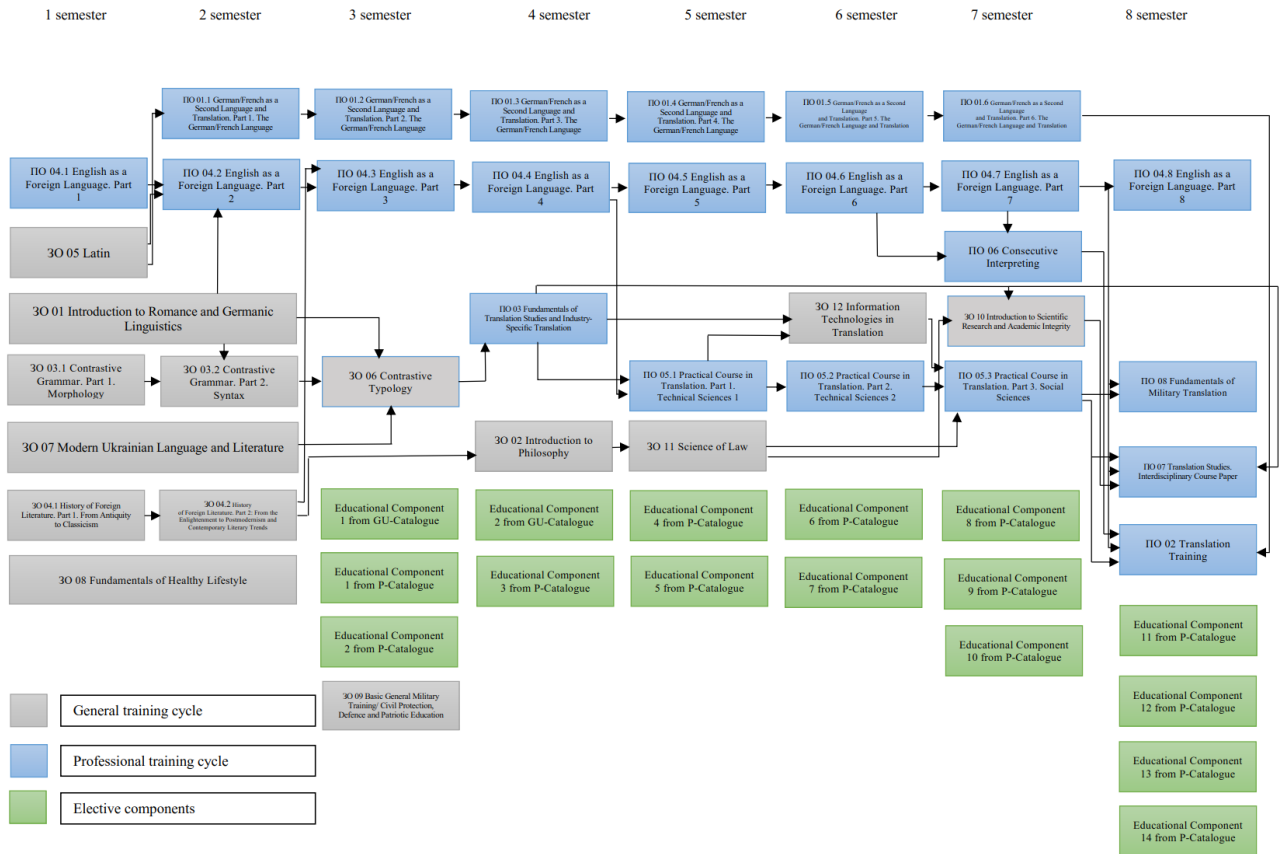 1 semester
2 semester
3 semester
4 semester
5 semester
6 semester
7 semester
8 semester
ПО 01.1 German/French as a
Second Language and
Translation. Part 1. The
German/French Language
ПО 01.2 German/French as a
Second Language and
Translation. Part 2. The
German/French Language
ПО 01.3 German/French as a
Second Language and
Translation. Part 3. The
German/French Language
ПО 01.4 German/French as a
Second Language and
Translation. Part 4. The
German/French Language
ПО 01.5 German/French as a Second
Language
and Translation. Part 5. The
German/French Language and Translation
ПО 01.6 German/French as a Second
Language
and Translation. Part 6. The
German/French Language and Translation
ПО 04.1 English as a
Foreign Language. Part
1
ПО 04.2 English as a
Foreign Language. Part
2
ПО 04.3 English as a
Foreign Language. Part
3
ПО 04.4 English as a
Foreign Language. Part
4
ПО 04.5 English as a
Foreign Language. Part
5
ПО 04.6 English as a
Foreign Language. Part
6
ПО 04.7 English as a
Foreign Language. Part
7
ПО 04.8 English as a
Foreign Language. Part
8
ЗО 05 Latin
ПО 06 Consecutive
Interpreting
ЗО 01 Introduction to Romance and Germanic
Linguistics
ПО 03 Fundamentals of
Translation Studies and Industry-
Specific Translation
ЗО 12 Information
Technologies in
Translation
ЗО 10 Introduction to Scientific
Research and Academic Integrity
ЗО 03.1 Contrastive
Grammar. Part 1.
Morphology
ЗО 03.2 Contrastive
Grammar. Part 2.
Syntax
ЗО 06 Contrastive
Typology
ПО 05.1 Practical Course in
Translation. Part 1.
Technical Sciences 1
ПО 05.2 Practical Course in
Translation. Part 2.
Technical Sciences 2
ПО 05.3 Practical Course in
Translation. Part 3. Social
Sciences
ПО 08 Fundamentals of
Military Translation
ЗО 07 Modern Ukrainian Language and Literature
ЗО 02 Introduction to
Philosophy
ЗО 11 Science of Law
ПО 07 Translation Studies.
Interdisciplinary Course Paper
ЗО 04.1 History of Foreign
Literature. Part 1. From Antiquity
to Classicism
ЗО 04.2 History
of Foreign Literature. Part 2: From the
Enlightenment to Postmodernism and
Contemporary Literary Trends
Educational Component
1 from GU-Catalogue
Educational Component
2 from GU-Catalogue
Educational Component
4 from P-Catalogue
Educational Component
6 from P-Catalogue
Educational Component
8 from P-Catalogue
ПО 02 Translation
Training
ЗО 08 Fundamentals of Healthy Lifestyle
Educational Component
1 from P-Catalogue
Educational Component
3 from P-Catalogue
Educational Component
5 from P-Catalogue
Educational Component
7 from P-Catalogue
Educational Component
9 from P-Catalogue
Educational Component
11 from P-Catalogue
Educational Component
2 from P-Catalogue
Educational Component
10 from P-Catalogue
ЗО 09 Basic General Military
Training/ Civil Protection,
Defence and Patriotic Education
Educational Component
12 from P-Catalogue
General training cycle
Professional training cycle
Educational Component
13 from P-Catalogue
Elective components
Educational Component
14 from P-Catalogue